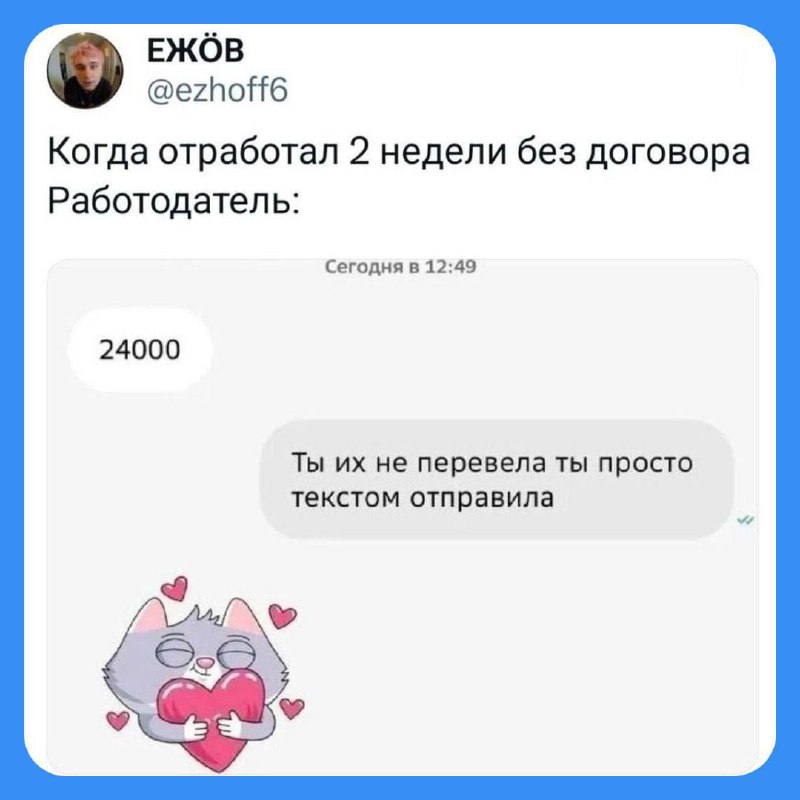 ЕЖÖВ
@ezhoff6
Когда отработал 2 недели без договора
Работодатель:
Сегодня в 12:49
24000
Ты их не перевела ты просто
текстом отправила